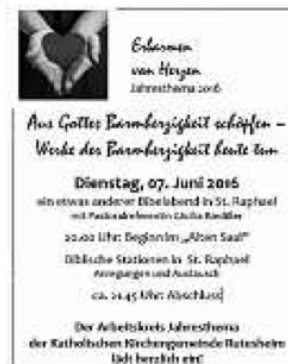 Erbarmen
von Herzen
Jahresthema 2016
Aus Gottes Barmherzigkeit schöpfen –
Werke der Barmherzigkeit heute tun
Dienstag, 07. Juni 2016
ein etwas anderer Bibelabend in St. Raphael
mit Pastoralreferentin
20.00 Uhr: Beginn im „Alten Saal“
Biblische Stationen in St. Raphael
Anregungen und Austausch
ca. 21.45 Uhr: Abschluss
Der Arbeitskreis Jahresthema
der Katholischen Kirchengemeinde Rutesheim
lädt herzlich ein!